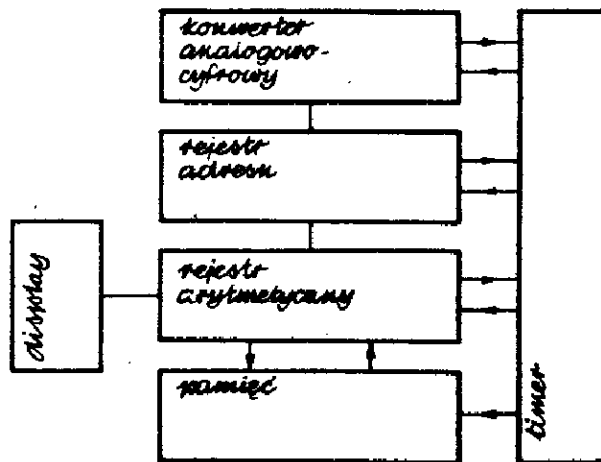 konwerter
analogowo-
cyfrowy
rejestr
adresu
rejestr
arytmetyczny
display
pamięć
timer